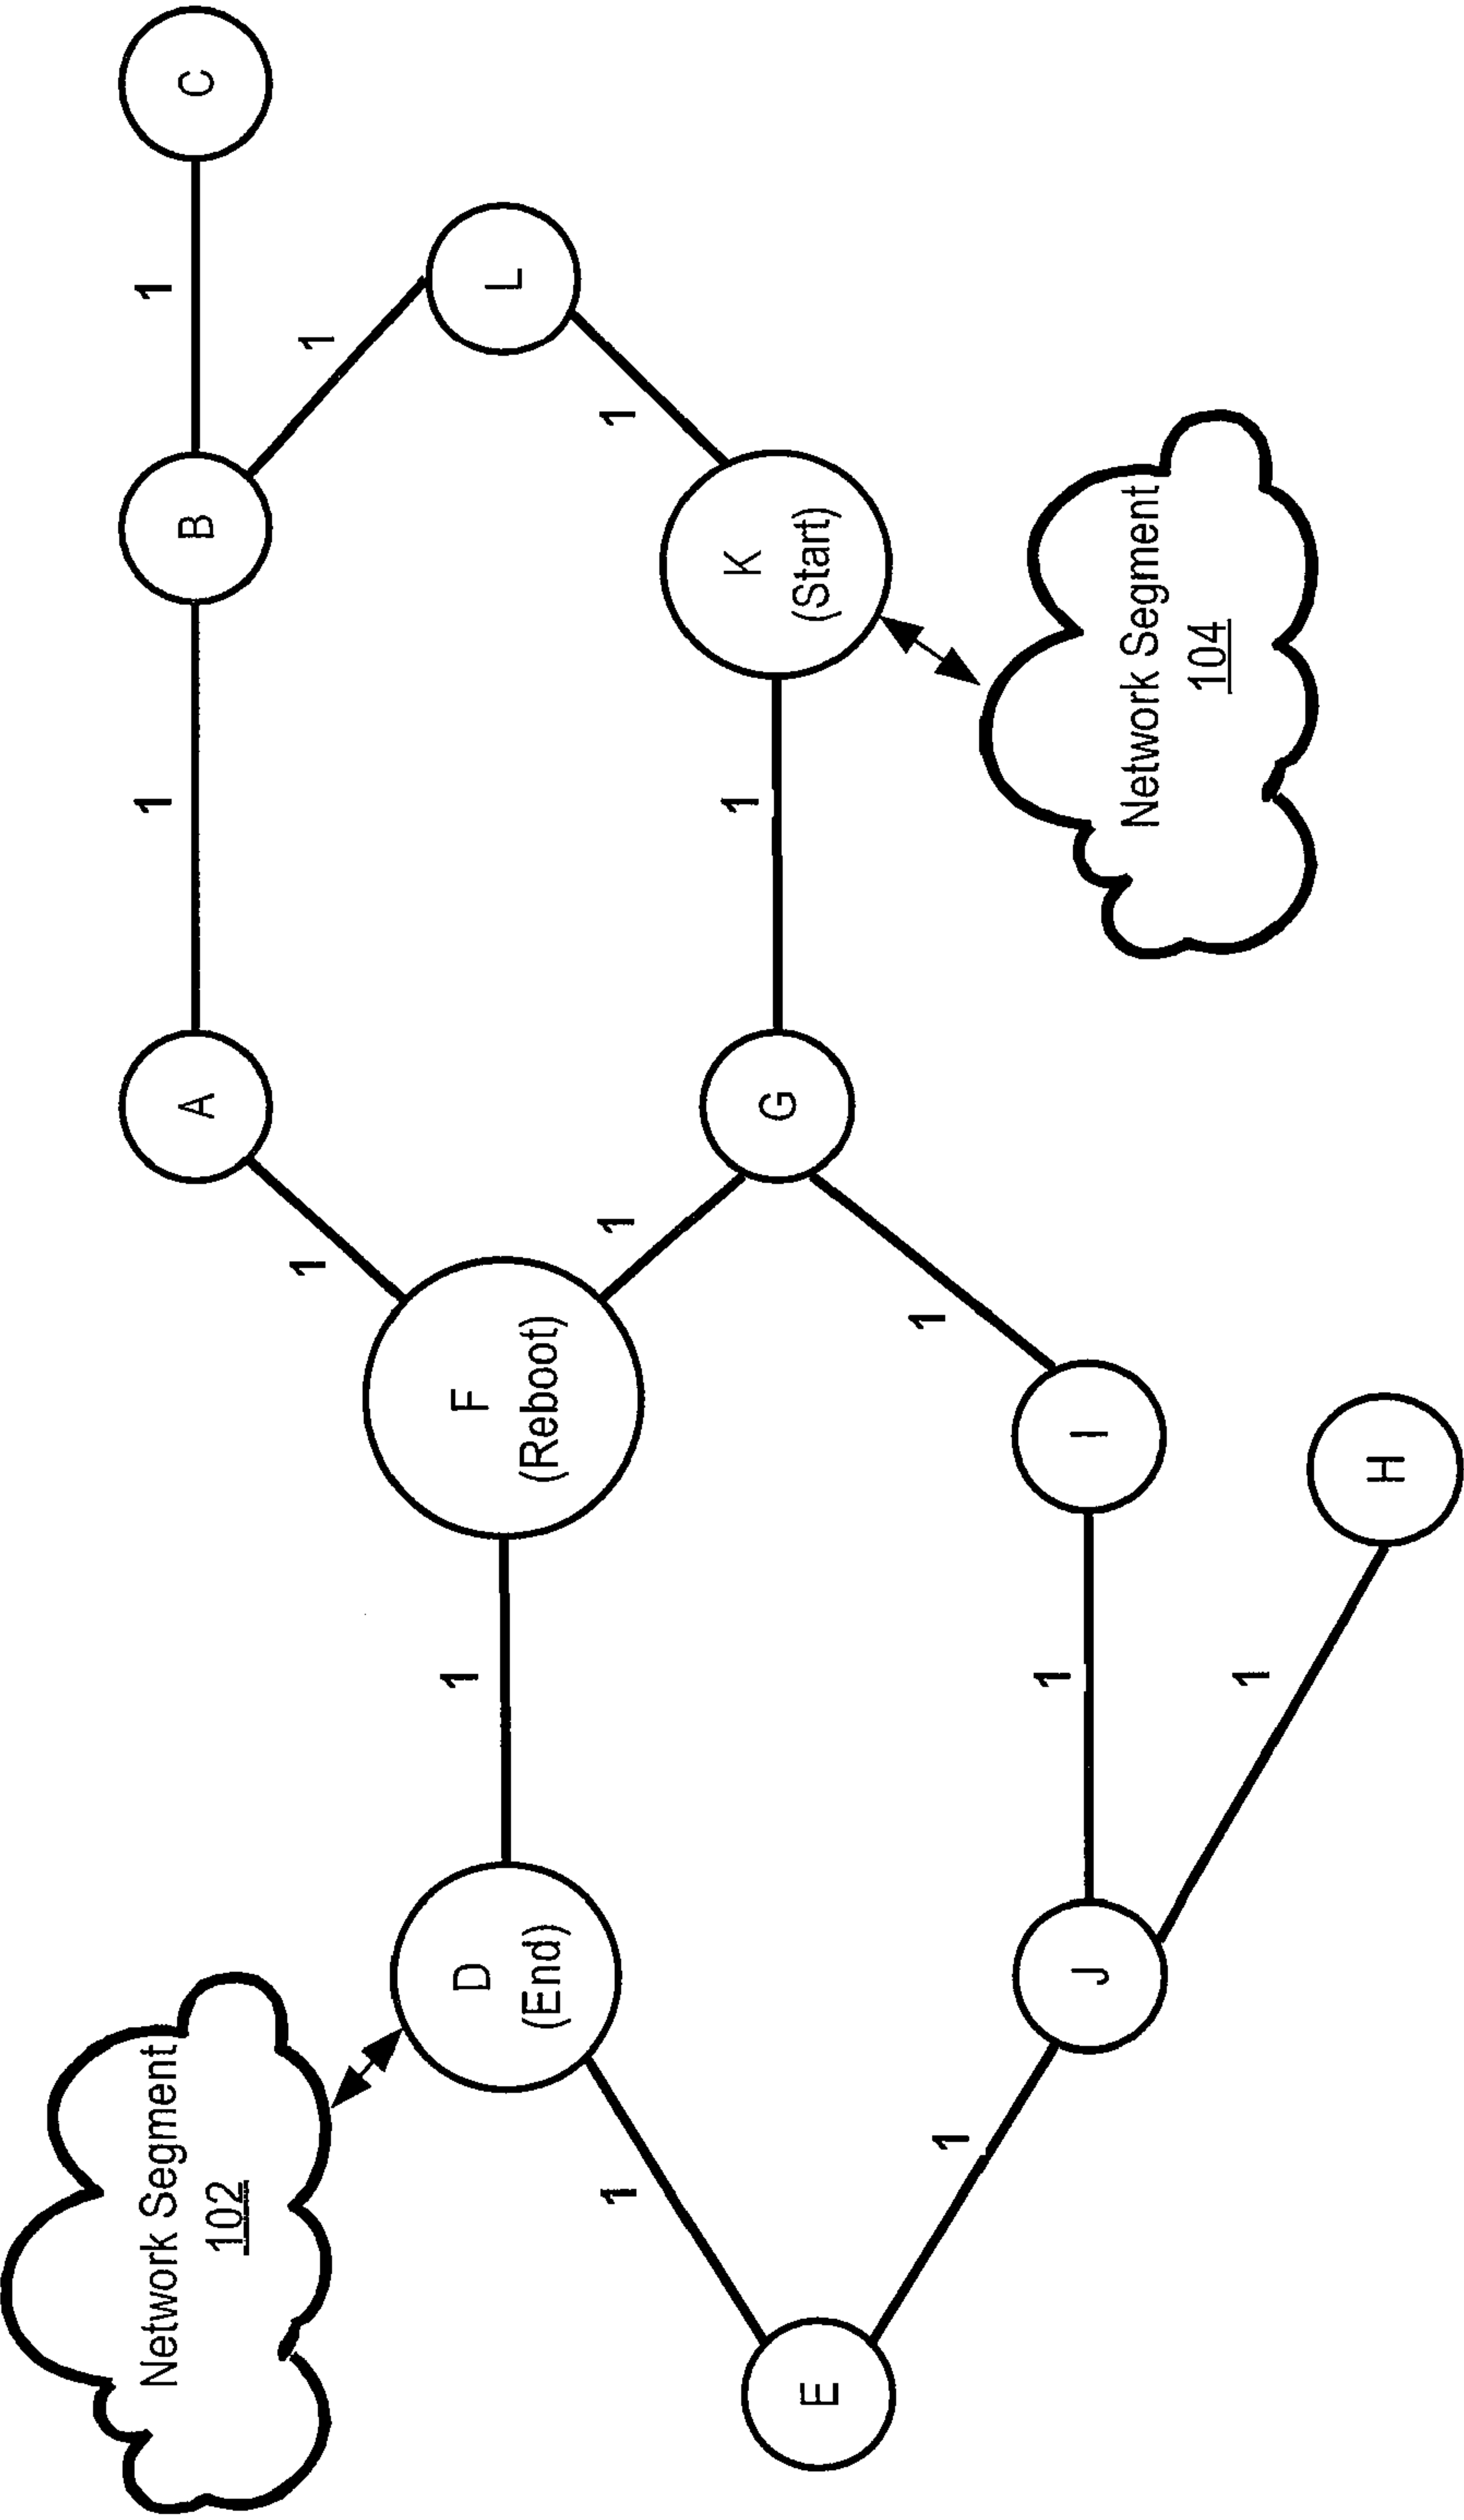 Network Segment
102
D
(End)
1
F
(Reboot)
1
A
1
B
1
C
1
L
1
1
E
1
1
G
1
K
(Start)
1
J
1
I
1
H
Network Segment
104